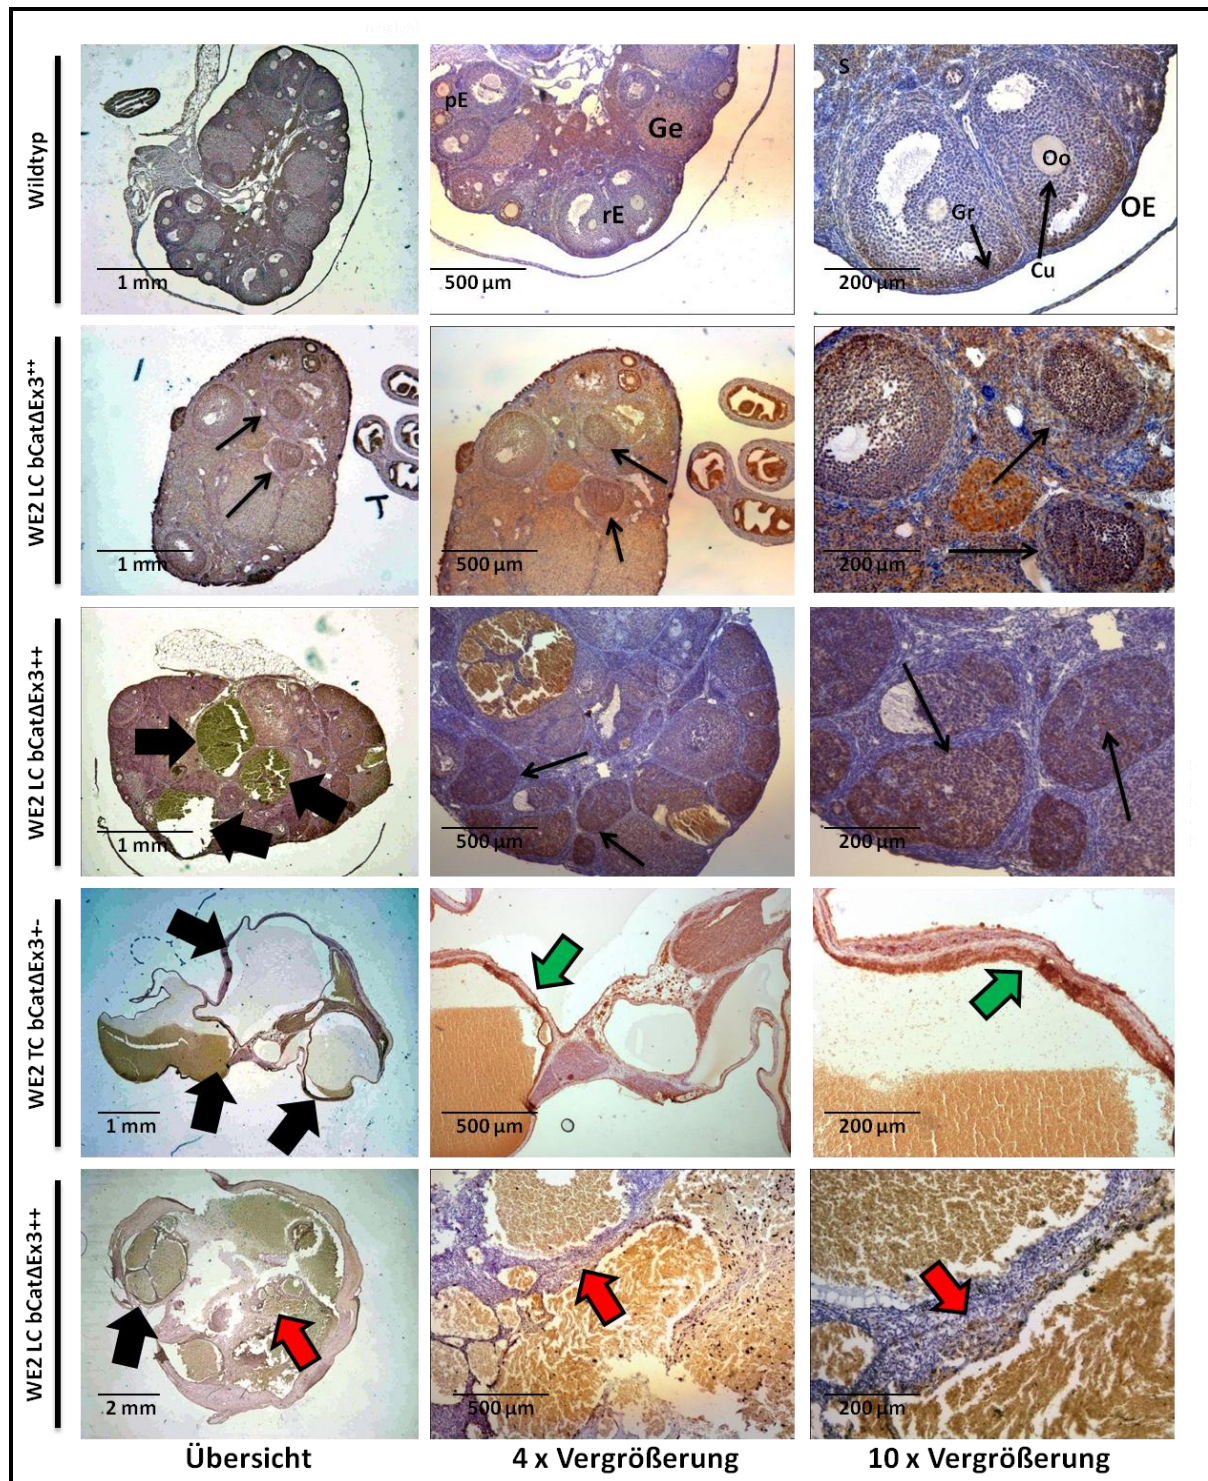 Wildtyp
1 mm
pE
Ge
rE
500 µm
S
Oo
Gr
OE
Cu
200 µm
WE2 LC bCatΔEx3⁺⁺
1 mm
500 µm
200 µm
WE2 LC bCatΔEx3++
1 mm
500 µm
200 µm
WE2 TC bCatΔEx3+-
1 mm
500 µm
200 µm
WE2 LC bCatΔEx3++
2 mm
500 µm
200 µm
Übersicht
4 x Vergrößerung
10 x Vergrößerung